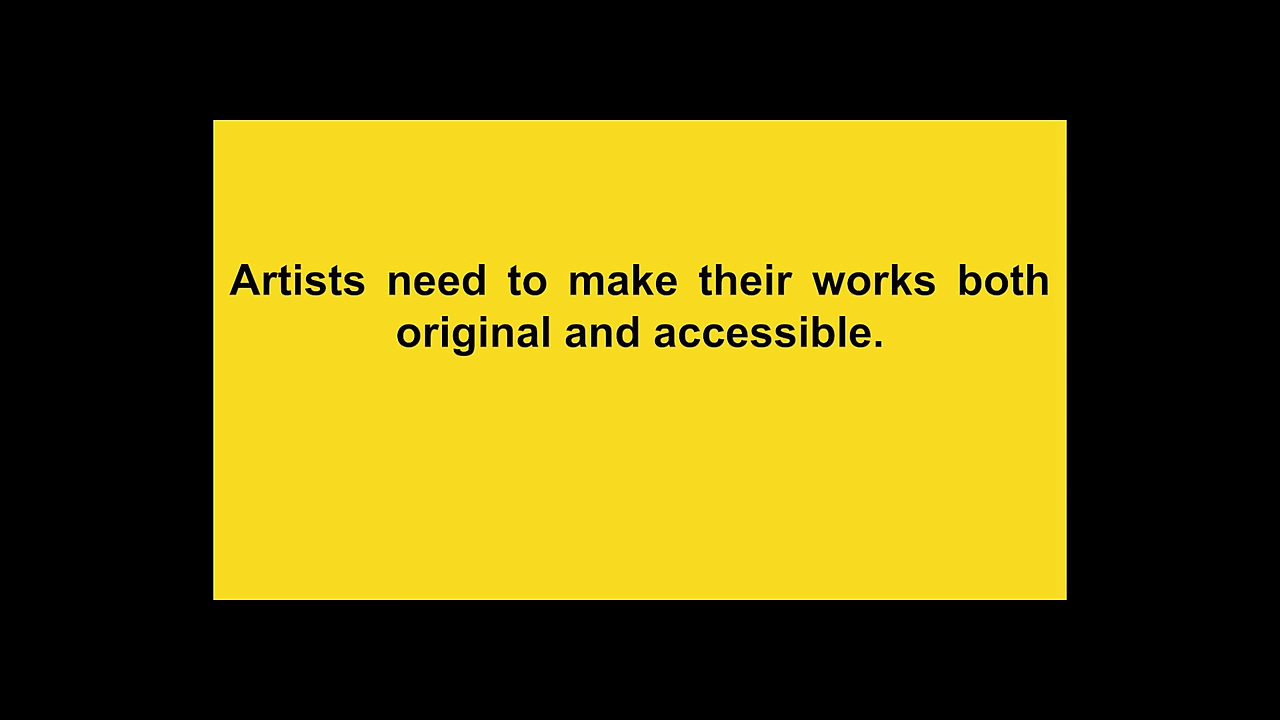 Artists need to make their works both
original and accessible.